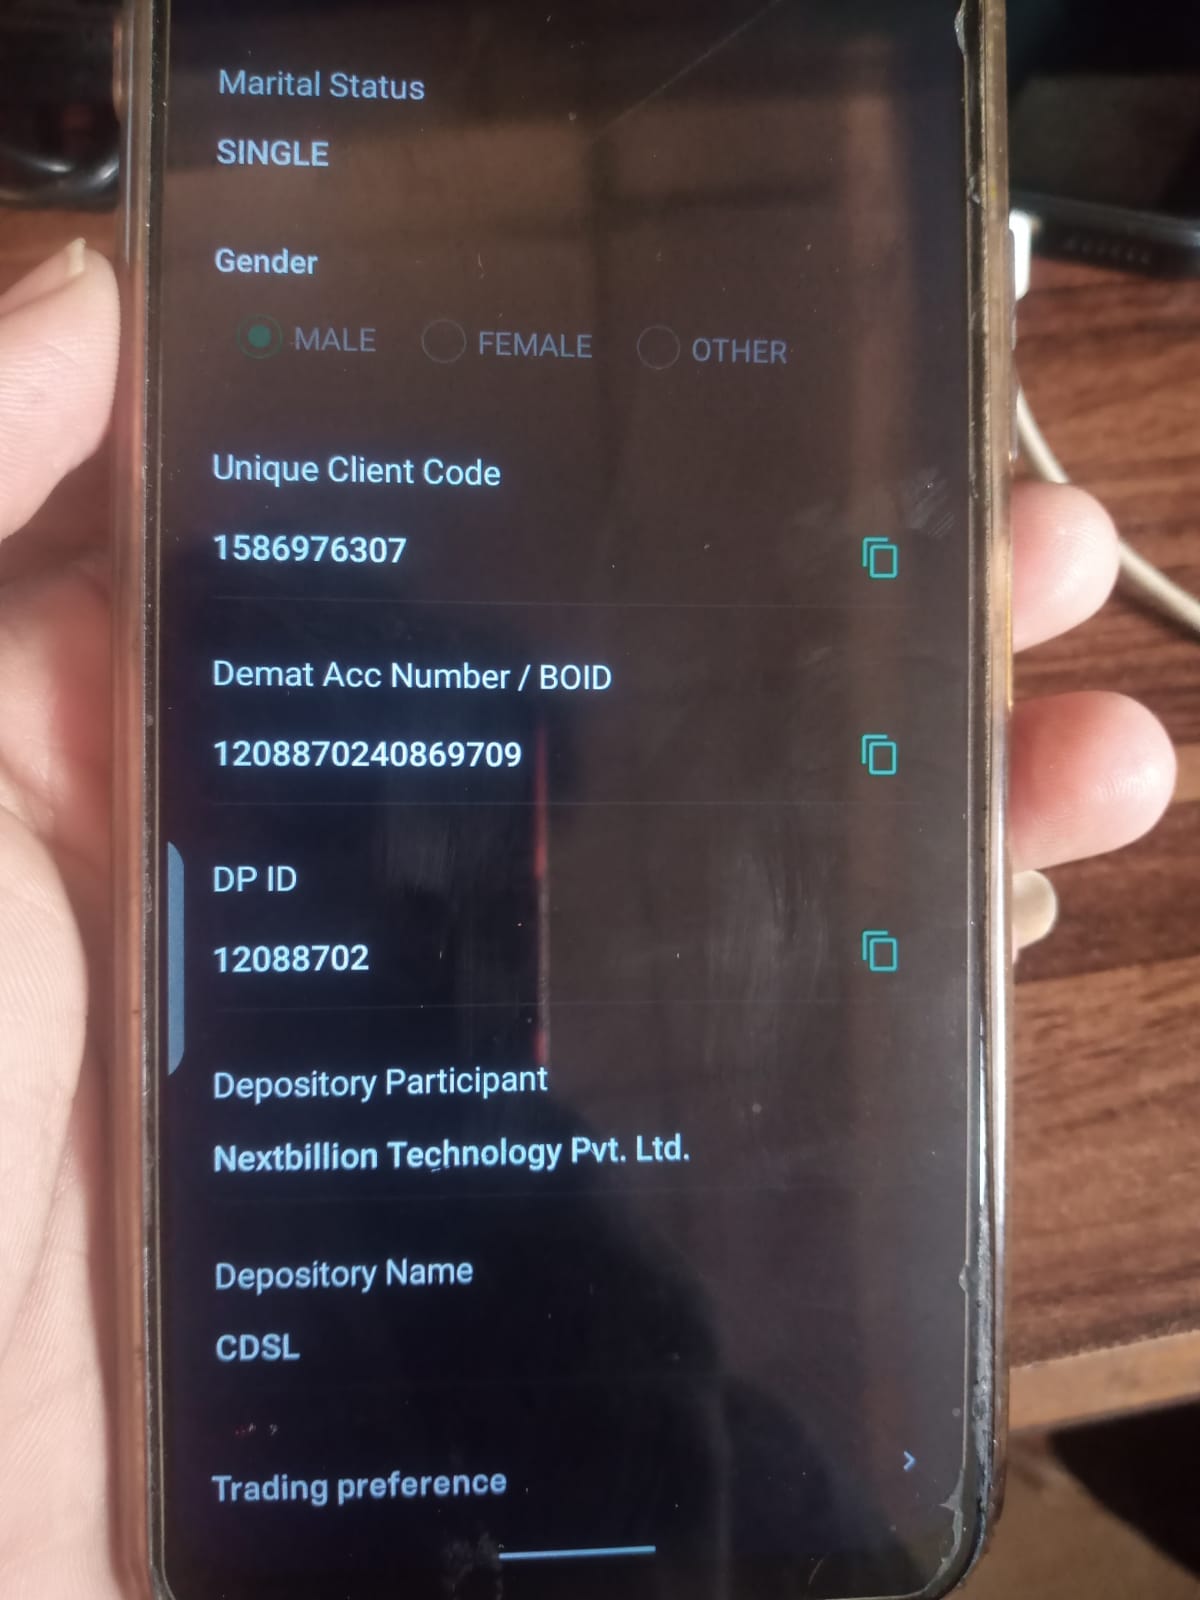 Marital Status
SINGLE
Gender
MALE FEMALE OTHER
Unique Client Code
1586976307
Demat Acc Number / BOID
1208870240869709
DP ID
12088702
Depository Participant
Nextbillion Technology Pvt. Ltd.
Depository Name
CDSL
Trading preference